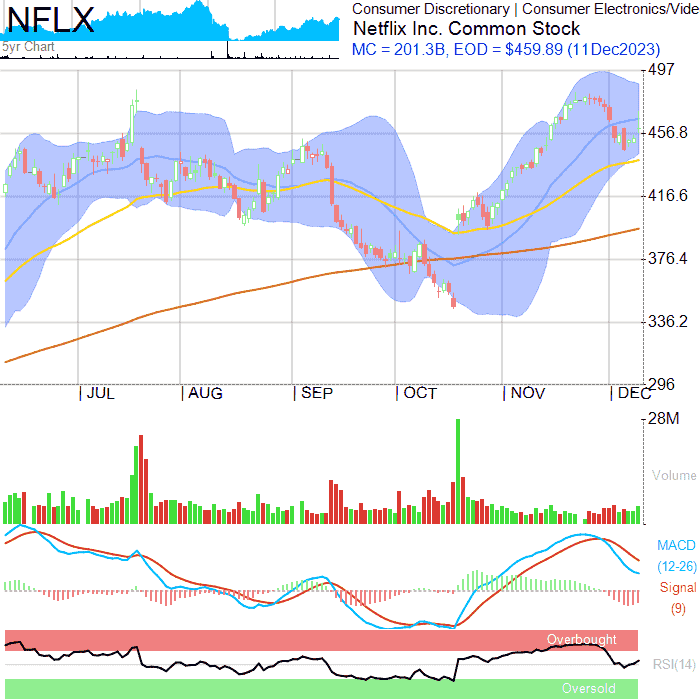 NFLX
5yr Chart
Consumer Discretionary | Consumer Electronics/Vide
Netflix Inc. Common Stock
MC = 201.3B, EOD = $459.89 (11Dec2023)
497
456.8
416.6
376.4
336.2
296
| JUL | AUG | SEP | OCT | NOV | DEC
28M
Volume
MACD
(12-26)
Signal
(9)
Overbought
RSI(14)
Oversold